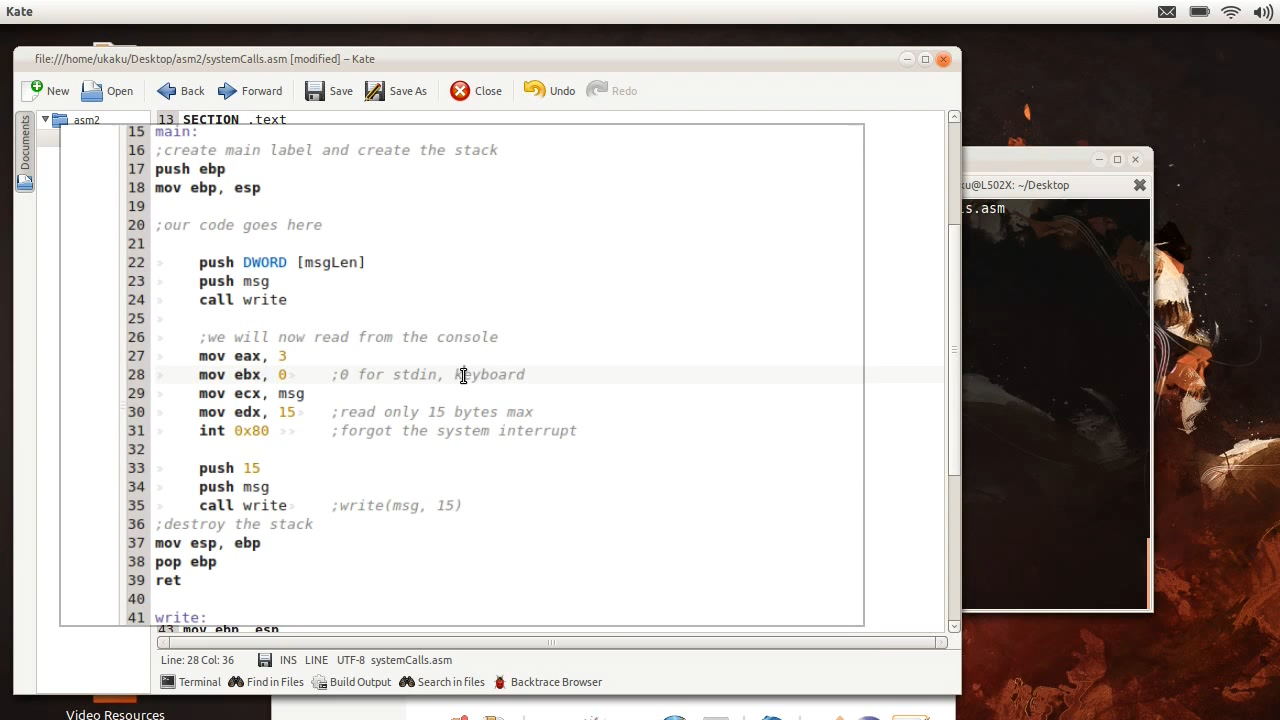 Kate
file:///home/ukaku/Desktop/asm2/systemCalls.asm [modified] – Kate
New Open Back Forward Save Save As Close Undo Redo
Documents
asm2
13 SECTION .text
15 main:
16 ;create main label and create the stack
17 push ebp
18 mov ebp, esp
19
20 ;our code goes here
21
22 push DWORD [msgLen]
23 push msg
24 call write
25
26 ;we will now read from the console
27 mov eax, 3
28 mov ebx, 0 ;0 for stdin, keyboard
29 mov ecx, msg
30 mov edx, 15 ;read only 15 bytes max
31 int 0x80 ;forgot the system interrupt
32
33 push 15
34 push msg
35 call write ;write(msg, 15)
36 ;destroy the stack
37 mov esp, ebp
38 pop ebp
39 ret
40
41 write:
43 mov ebp, esp
Line: 28 Col: 36 INS LINE UTF-8 systemCalls.asm
Terminal Find in Files Build Output Search in files Backtrace Browser
ku@L502X: ~/Desktop
ls.asm
Video Resources